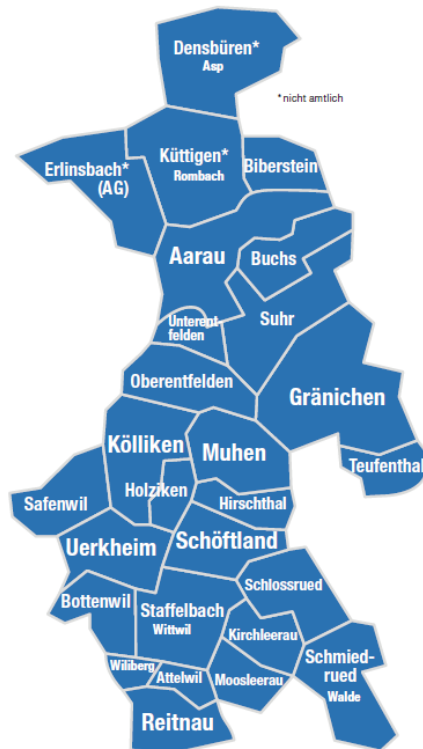 Densbüren*
Asp
*nicht amtlich
Küttigen*
Rombach
Biberstein
Erlinsbach*
(AG)
Aarau
Buchs
Unterent
felden
Suhr
Oberentfelden
Gränichen
Kölliken
Muhen
Teufenthal
Holziken
Safenwil
Hirschthal
Uerkheim
Schöftland
Schlossrued
Bottenwil
Staffelbach
Wittwil
Kirchleerau
Schmied-
rued
Walde
Wiliberg
Attelwil
Moosleerau
Reitnau